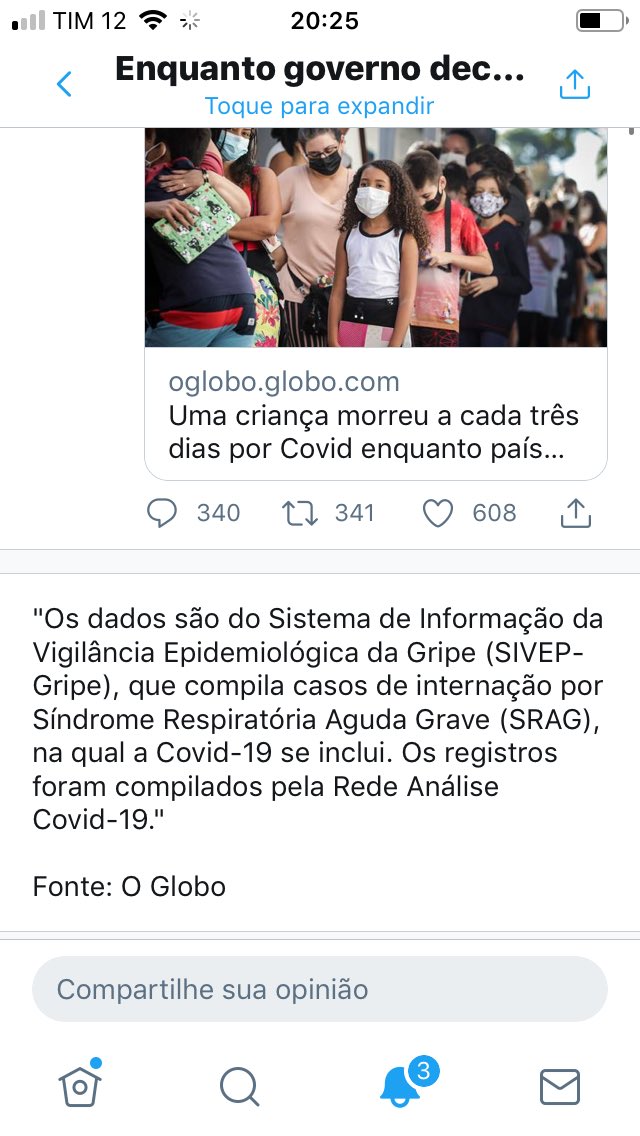 TIM 12
20:25
Enquanto governo dec...
Toque para expandir
oglobo.globo.com
Uma criança morreu a cada três
dias por Covid enquanto país...
340
341
608
"Os dados são do Sistema de Informação da
Vigilância Epidemiológica da Gripe (SIVEP-
Gripe), que compila casos de internação por
Síndrome Respiratória Aguda Grave (SRAG),
na qual a Covid-19 se inclui. Os registros
foram compilados pela Rede Análise
Covid-19."
Fonte: O Globo
Compartilhe sua opinião
3